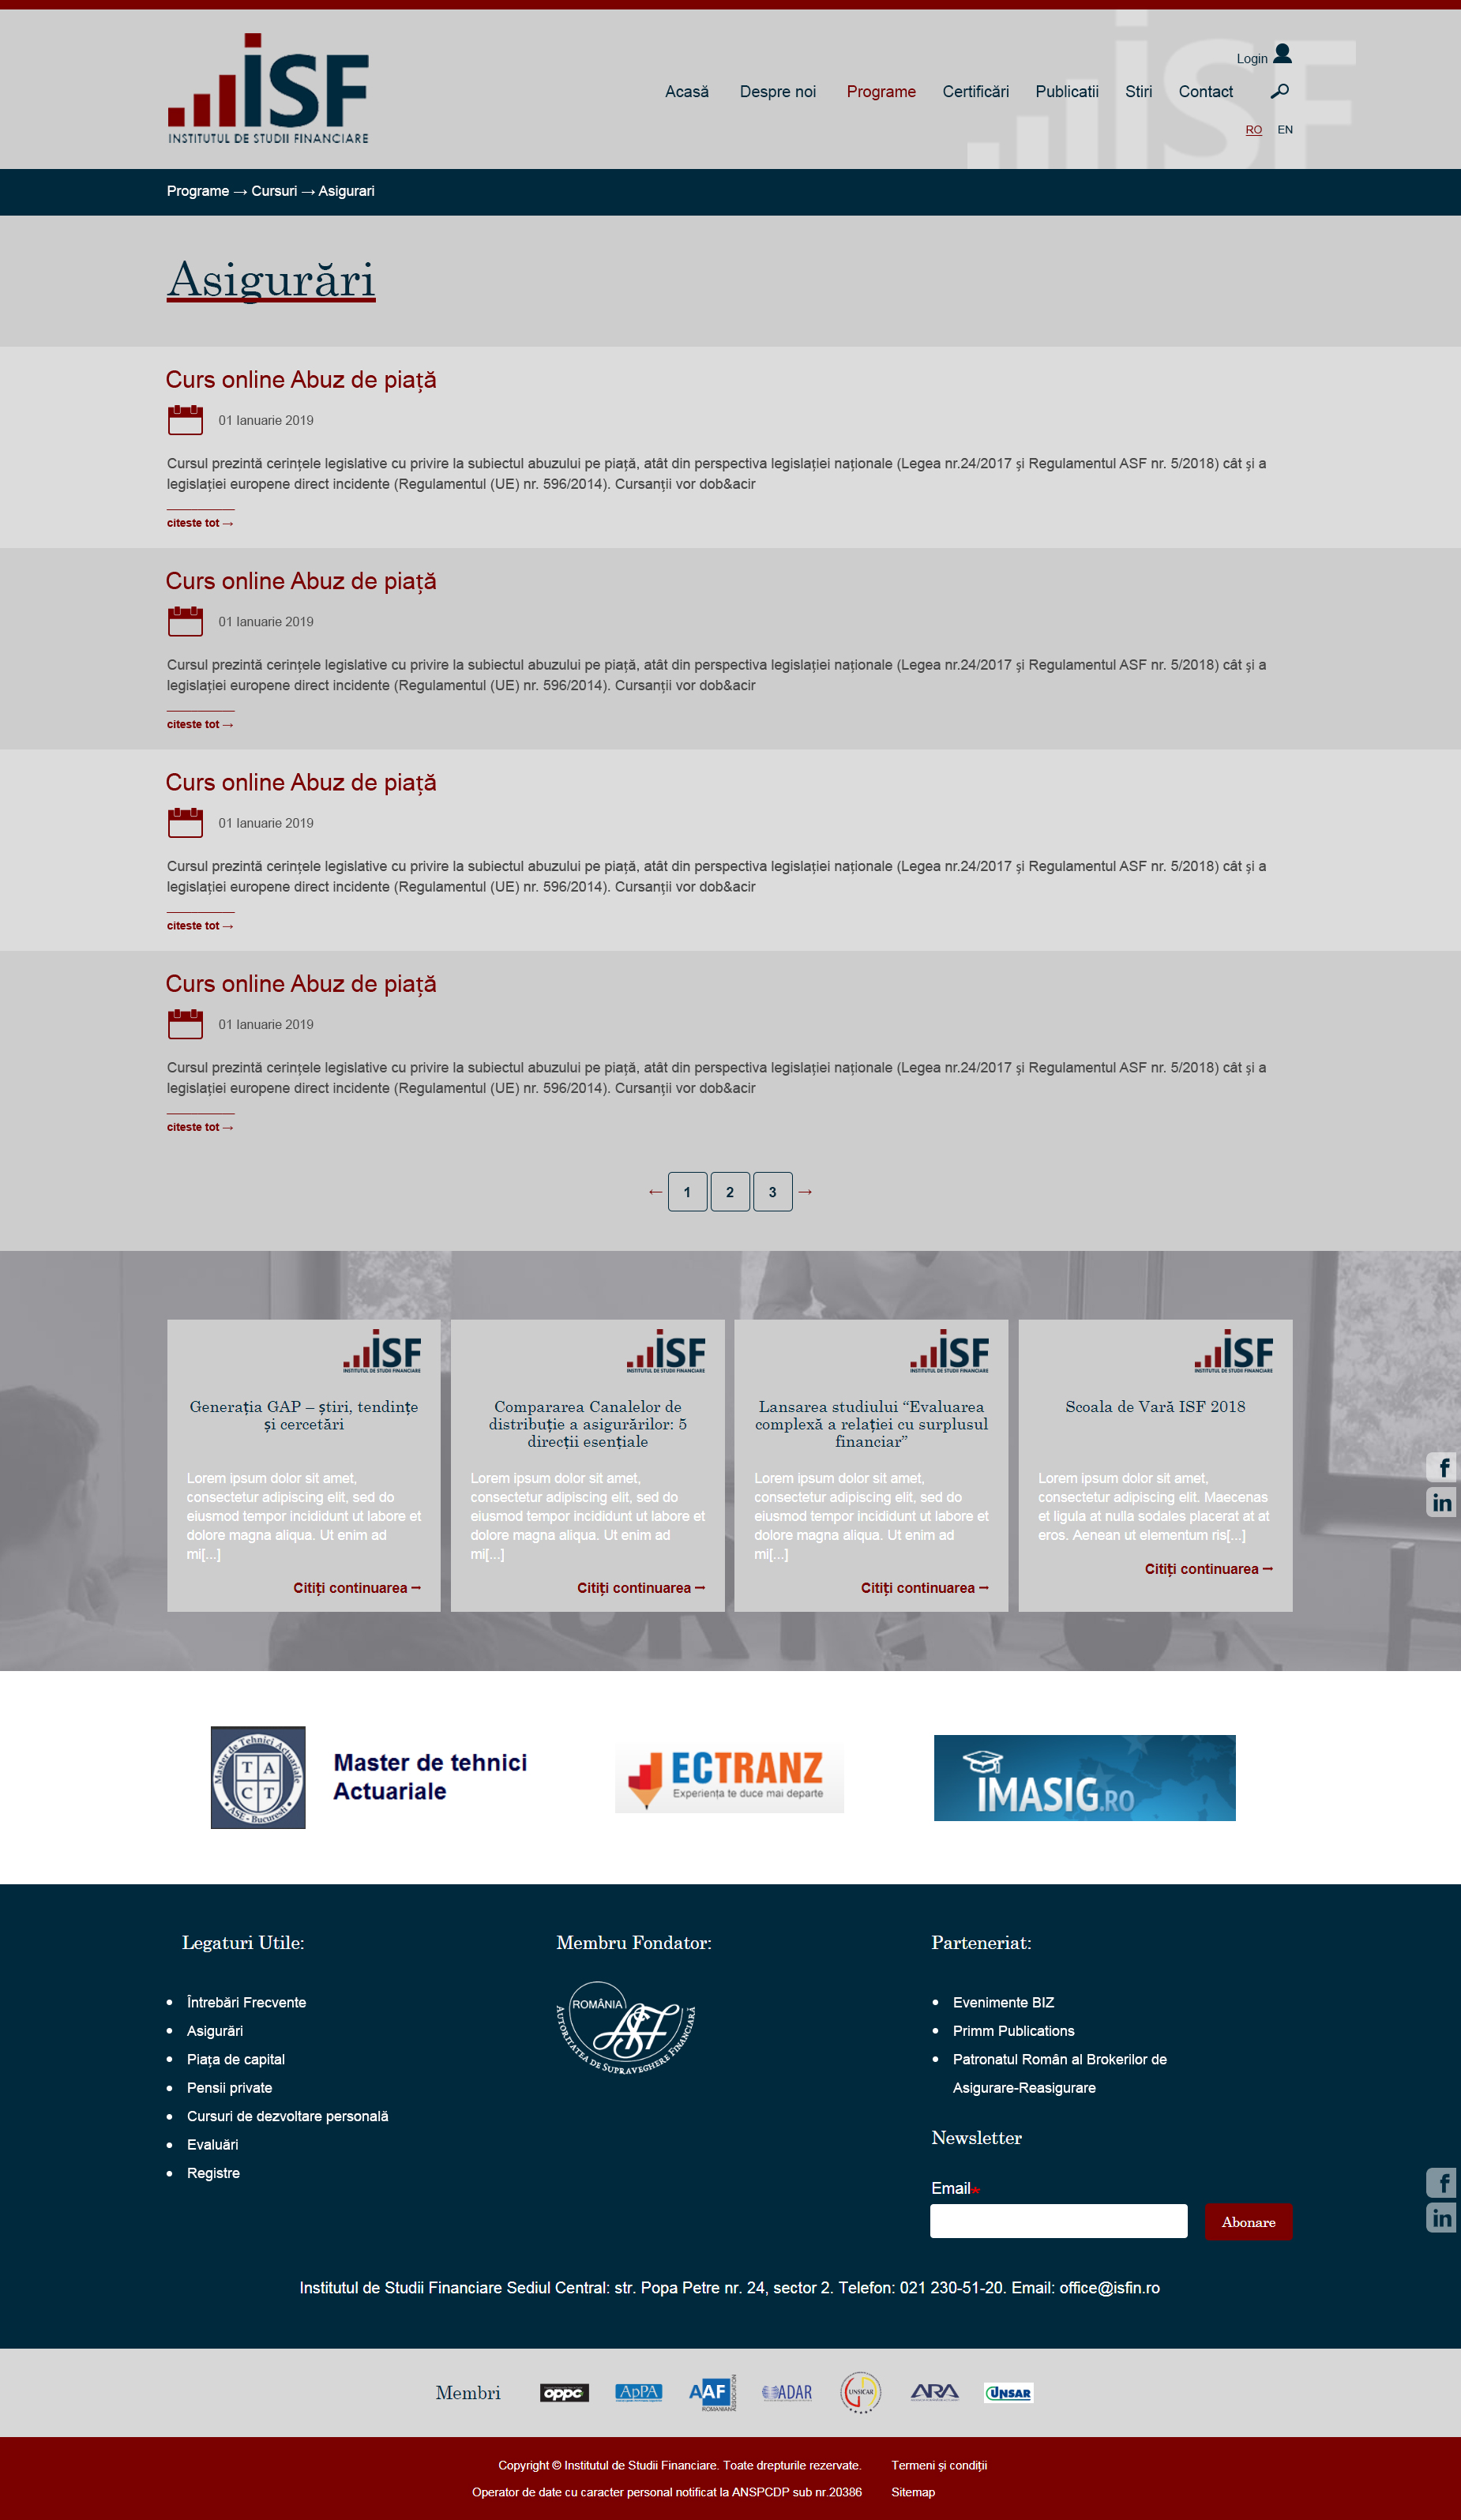 ISF
INSTITUTUL DE STUDII FINANCIARE
ISF
Login
Acasă Despre noi Programe Certificări Publicatii Stiri Contact
RO EN
Programe → Cursuri → Asigurari
Asigurări
Curs online Abuz de piață
01 Ianuarie 2019
Cursul prezintă cerințele legislative cu privire la subiectul abuzului pe piață, atât din perspectiva legislației naționale (Legea nr.24/2017 și Regulamentul ASF nr. 5/2018) cât și a
legislației europene direct incidente (Regulamentul (UE) nr. 596/2014). Cursanții vor dob&acir
citeste tot →
Curs online Abuz de piață
01 Ianuarie 2019
Cursul prezintă cerințele legislative cu privire la subiectul abuzului pe piață, atât din perspectiva legislației naționale (Legea nr.24/2017 și Regulamentul ASF nr. 5/2018) cât și a
legislației europene direct incidente (Regulamentul (UE) nr. 596/2014). Cursanții vor dob&acir
citeste tot →
Curs online Abuz de piață
01 Ianuarie 2019
Cursul prezintă cerințele legislative cu privire la subiectul abuzului pe piață, atât din perspectiva legislației naționale (Legea nr.24/2017 și Regulamentul ASF nr. 5/2018) cât și a
legislației europene direct incidente (Regulamentul (UE) nr. 596/2014). Cursanții vor dob&acir
citeste tot →
Curs online Abuz de piață
01 Ianuarie 2019
Cursul prezintă cerințele legislative cu privire la subiectul abuzului pe piață, atât din perspectiva legislației naționale (Legea nr.24/2017 și Regulamentul ASF nr. 5/2018) cât și a
legislației europene direct incidente (Regulamentul (UE) nr. 596/2014). Cursanții vor dob&acir
citeste tot →
← 1 2 3 →
ISF
INSTITUTUL DE STUDII FINANCIARE
Generația GAP – știri, tendințe
și cercetări
Lorem ipsum dolor sit amet,
consectetur adipiscing elit, sed do
eiusmod tempor incididunt ut labore et
dolore magna aliqua. Ut enim ad
mi[...]
Citiți continuarea
ISF
INSTITUTUL DE STUDII FINANCIARE
Compararea Canalelor de
distribuție a asigurărilor: 5
direcții esențiale
Lorem ipsum dolor sit amet,
consectetur adipiscing elit, sed do
eiusmod tempor incididunt ut labore et
dolore magna aliqua. Ut enim ad
mi[...]
Citiți continuarea
ISF
INSTITUTUL DE STUDII FINANCIARE
Lansarea studiului “Evaluarea
complexă a relației cu surplusul
financiar”
Lorem ipsum dolor sit amet,
consectetur adipiscing elit, sed do
eiusmod tempor incididunt ut labore et
dolore magna aliqua. Ut enim ad
mi[...]
Citiți continuarea
ISF
INSTITUTUL DE STUDII FINANCIARE
Scoala de Vară ISF 2018
Lorem ipsum dolor sit amet,
consectetur adipiscing elit. Maecenas
et ligula at nulla sodales placerat at at
eros. Aenean ut elementum ris[...]
Citiți continuarea
f
in
Master de Tehnici Actuariale
TACT
ASE - Bucuresti
Master de tehnici
Actuariale
ECTRANZ
Experiența te duce mai departe
IMASIG.RO
Legaturi Utile:
Întrebări Frecvente
Asigurări
Piața de capital
Pensii private
Cursuri de dezvoltare personală
Evaluări
Registre
Membru Fondator:
ROMÂNIA
ASF
AUTORITATEA DE SUPRAVEGHERE FINANCIARĂ
Parteneriat:
Evenimente BIZ
Primm Publications
Patronatul Român al Brokerilor de
Asigurare-Reasigurare
Newsletter
Email*
Abonare
f
in
Institutul de Studii Financiare Sediul Central: str. Popa Petre nr. 24, sector 2. Telefon: 021 230-51-20. Email: office@isfin.ro
Membri
oppc
ApPA
AAF
ROMANIAN ASSOCIATION
ADAR
UNSICAR
ARA
UNSAR
Copyright © Institutul de Studii Financiare. Toate drepturile rezervate. Termeni și condiții
Operator de date cu caracter personal notificat la ANSPCDP sub nr.20386 Sitemap